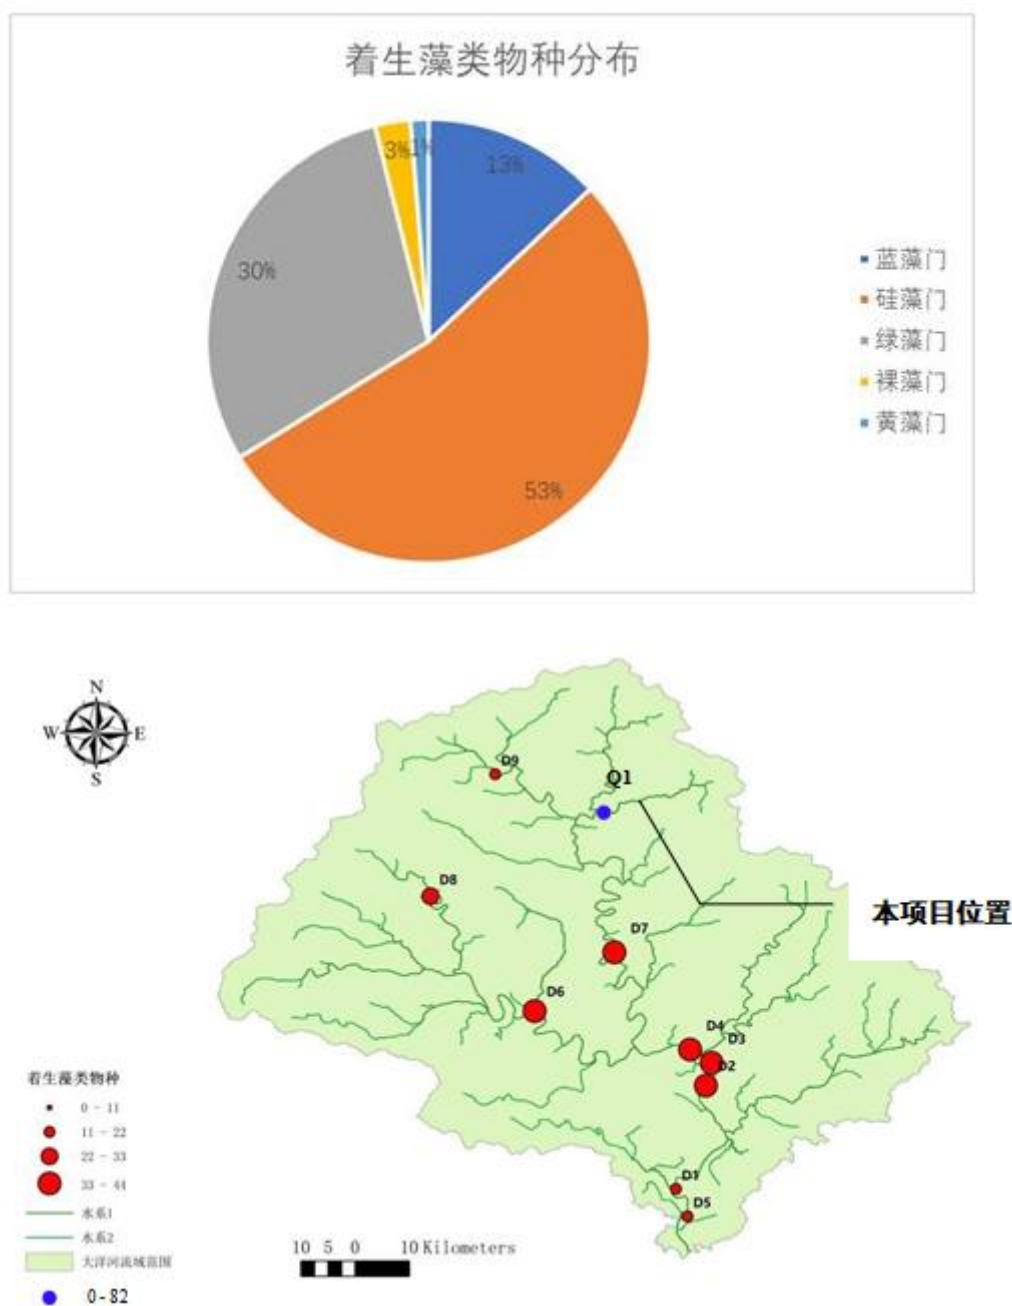 着生藻类物种分布
3%
1%
13%
30%
53%
蓝藻门
硅藻门
绿藻门
裸藻门
黄藻门
N
W
E
S
D9
Q1
D8
D7
本项目位置
D6
D4
D3
D2
D1
D5
着生藻类物种
0 - 11
11 - 22
22 - 33
33 - 44
水系1
水系2
大洋河流域范围
0-82
10 5 0 10 Kilometers